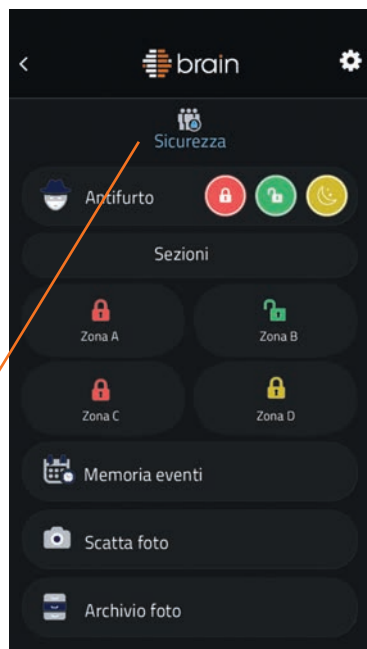 brain
Sicurezza
Antifurto
Sezioni
Zona A
Zona B
Zona C
Zona D
Memoria eventi
Scatta foto
Archivio foto